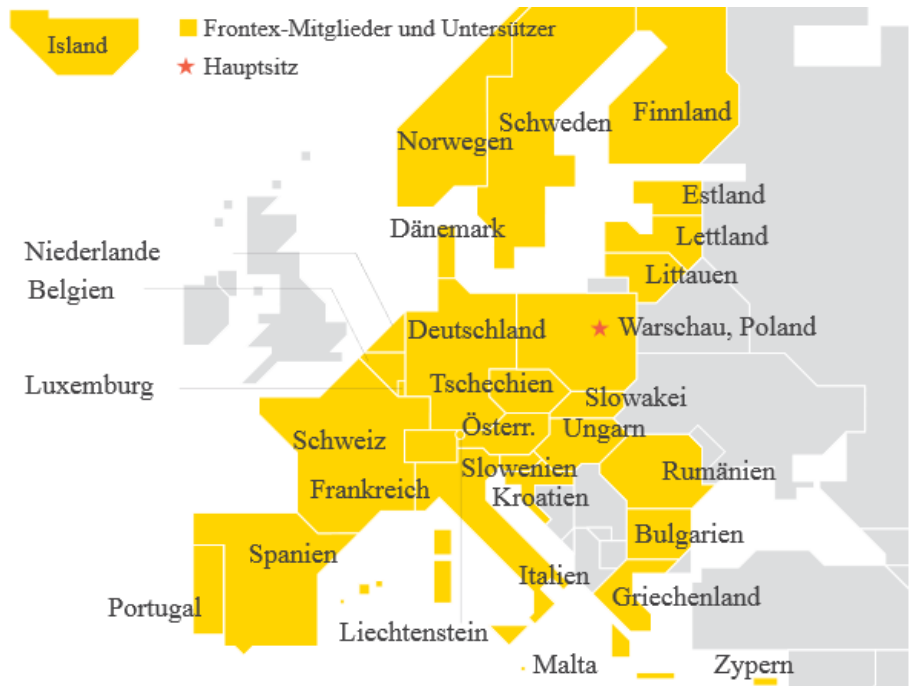 Island
Frontex-Mitglieder und Untersützer
Hauptsitz
Norwegen
Schweden
Finnland
Estland
Dänemark
Lettland
Niederlande
Littauen
Belgien
Deutschland
Warschau, Poland
Luxemburg
Tschechien
Slowakei
Österr.
Ungarn
Schweiz
Slowenien
Rumänien
Frankreich
Kroatien
Bulgarien
Spanien
Italien
Griechenland
Portugal
Liechtenstein
Malta
Zypern